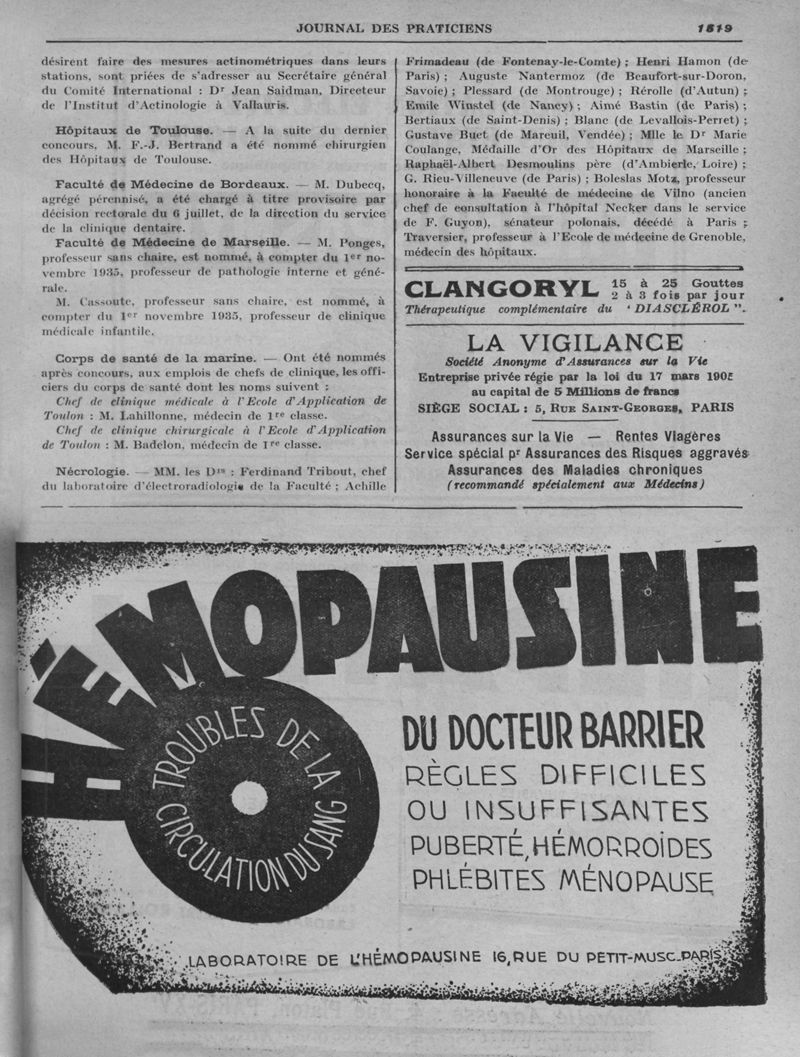 JOURNAL DES PRATICIENS
1519
désirent faire des mesures actinométriques dans leurs
stations, sont priées de s'adresser au Secrétaire général
du Comité International : Dr Jean Saidman, Directeur
de l'Institut d'Actinologie à Vallauris.
Hôpitaux de Toulouse. — A la suite du dernier
concours, M. F.-J. Bertrand a été nommé chirurgien
des Hôpitaux de Toulouse.
Faculté de Médecine de Bordeaux. — M. Dubecq,
agrégé pérennisé, a été chargé à titre provisoire par
décision rectorale du 6 juillet, de la direction du service
de la clinique dentaire.
Faculté de Médecine de Marseille. — M. Ponges,
professeur sans chaire, est nommé, à compter du 1er no-
vembre 1935, professeur de pathologie interne et géné-
rale.
M. Cassoute, professeur sans chaire, est nommé, à
compter du 1er novembre 1935, professeur de clinique
médicale infantile.
Corps de santé de la marine. — Ont été nommés
après concours, aux emplois de chefs de clinique, les offi-
ciers du corps de santé dont les noms suivent :
Chef de clinique médicale à l'Ecole d'Application de
Toulon : M. Lahillonne, médecin de 1re classe.
Chef de clinique chirurgicale à l'Ecole d'Application
de Toulon : M. Badelon, médecin de 1re classe.
Nécrologie. — MM. les Drs : Ferdinand Tribout, chef
du laboratoire d'électroradiologie de la Faculté ; Achille
Frimadeau (de Fontenay-le-Comte) ; Henri Hamon (de
Paris) ; Auguste Nantermoz (de Beaufort-sur-Doron,
Savoie) ; Plessard (de Montrouge) ; Rérolle (d'Autun) ;
Emile Winstel (de Nancy) ; Aimé Bastin (de Paris) ;
Bertiaux (de Saint-Denis) ; Blanc (de Levallois-Perret) ;
Gustave Buet (de Mareuil, Vendée) ; Mlle le Dr Marie
Coulange, Médaille d'Or des Hôpitaux de Marseille ;
Raphaël-Albert Desmoulins père (d'Ambierle, Loire) ;
G. Rieu-Villeneuve (de Paris) ; Boleslas Motz, professeur
honoraire à la Faculté de médecine de Vilno (ancien
chef de consultation à l'hôpital Necker dans le service
de F. Guyon), sénateur polonais, décédé à Paris ;
Traversier, professeur à l'Ecole de médecine de Grenoble,
médecin des hôpitaux.
CLANGORYL 15 à 25 Gouttes
2 à 3 fois par jour
Thérapeutique complémentaire du "DIASCLÉROL".
LA VIGILANCE
Société Anonyme d'Assurances sur la Vie
Entreprise privée régie par la loi du 17 mars 1905
au capital de 5 Millions de francs
SIÈGE SOCIAL : 5, RUE SAINT-GEORGES, PARIS
Assurances sur la Vie — Rentes Viagères
Service spécial pr Assurances des Risques aggravés
Assurances des Maladies chroniques
(recommandé spécialement aux Médecins)
HÉMOPAUSINE
TROUBLES DE LA
CIRCULATION DU SANG
DU DOCTEUR BARRIER
RÈGLES DIFFICILES
OU INSUFFISANTES
PUBERTÉ, HÉMORROÏDES
PHLÉBITES MÉNOPAUSE
LABORATOIRE DE L'HÉMOPAUSINE 16, RUE DU PETIT-MUSC_PARIS